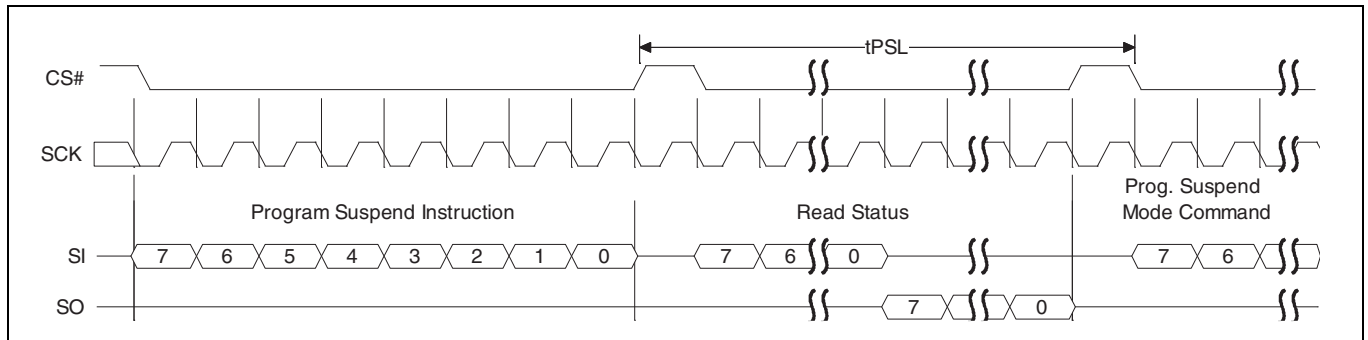 tPSL
CS#
SCK
Prog. Suspend
Program Suspend Instruction Read Status Mode Command
SI 7 6 5 4 3 2 1 0 7 6 0 7 6
SO 7 0